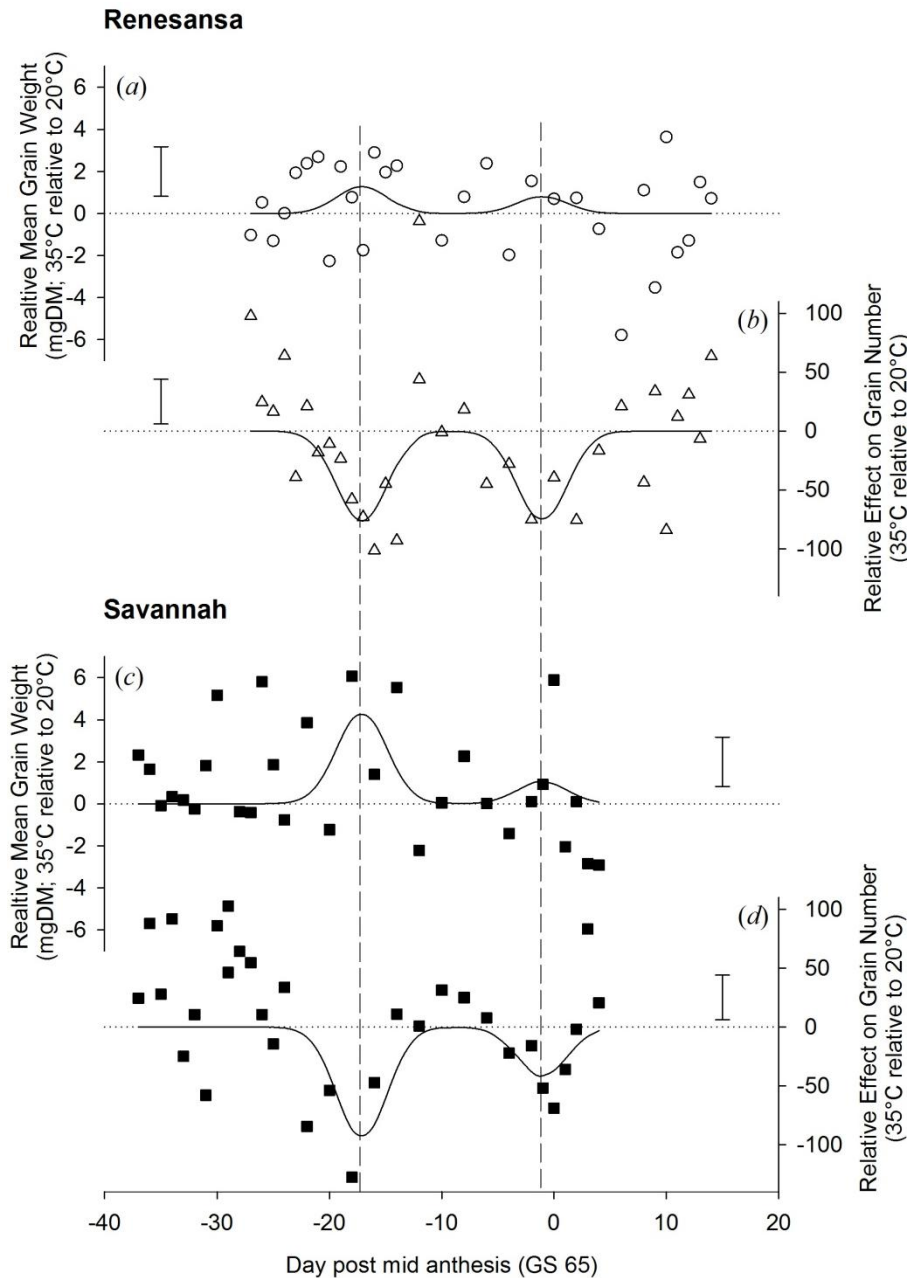 Renesansa
(a)
Realtive Mean Grain Weight
(mgDM; 35°C relative to 20°C)
6
4
2
0
-2
-4
-6
(b)
100
50
0
-50
-100
Relative Effect on Grain Number
(35°C relative to 20°C)
Savannah
(c)
Realtive Mean Grain Weight
(mgDM; 35°C relative to 20°C)
6
4
2
0
-2
-4
-6
(d)
100
50
0
-50
-100
Relative Effect on Grain Number
(35°C relative to 20°C)
-40 -30 -20 -10 0 10 20
Day post mid anthesis (GS 65)